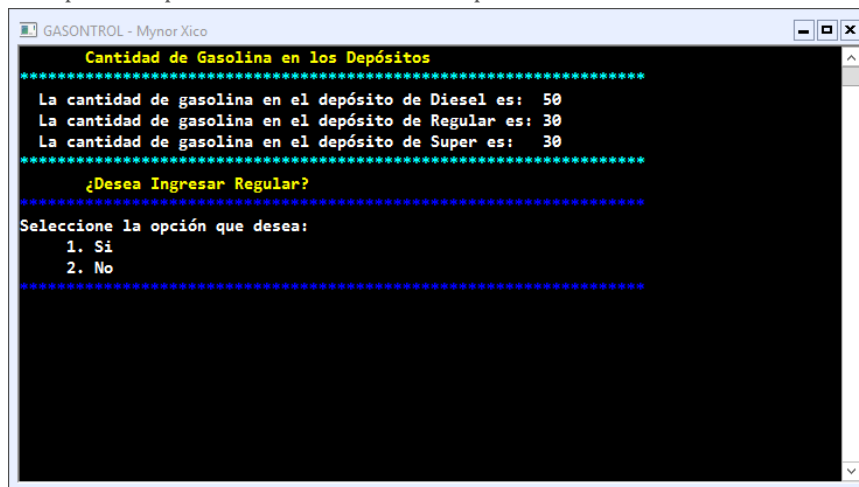 GASONTROL - Mynor Xico
Cantidad de Gasolina en los Depósitos
*******************************************************************
La cantidad de gasolina en el depósito de Diesel es: 50
La cantidad de gasolina en el depósito de Regular es: 30
La cantidad de gasolina en el depósito de Super es: 30
*******************************************************************
¿Desea Ingresar Regular?
*******************************************************************
Seleccione la opción que desea:
1. Si
2. No
*******************************************************************